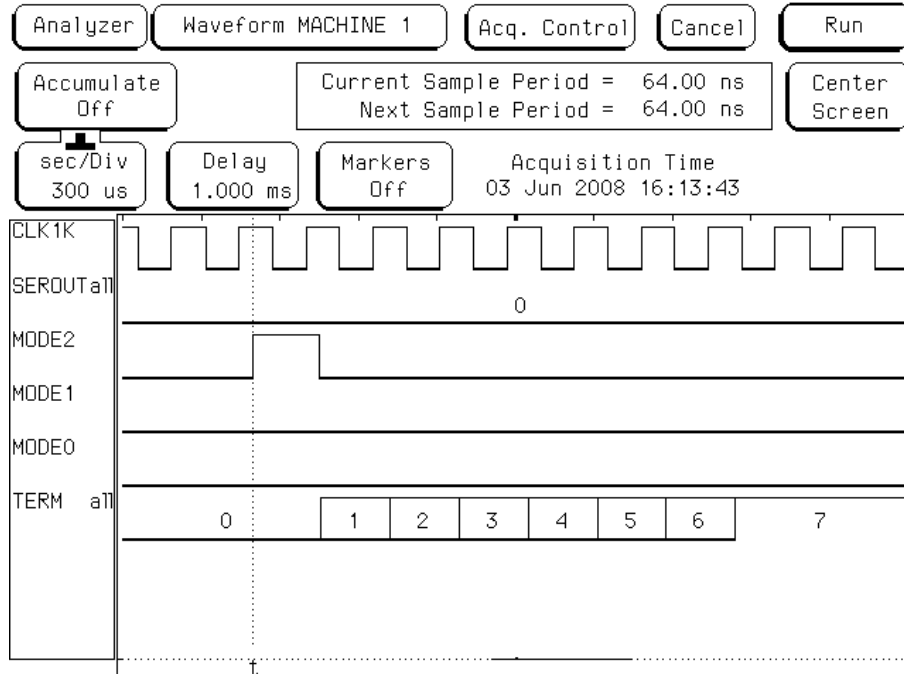 Analyzer Waveform MACHINE 1 Acq. Control Cancel Run
Accumulate
Off
Current Sample Period = 64.00 ns
Next Sample Period = 64.00 ns
Center
Screen
sec/Div
300 us
Delay
1.000 ms
Markers
Off
Acquisition Time
03 Jun 2008 16:13:43
CLK1K
SEROUTall 0
MODE2
MODE1
MODE0
TERM all 0 1 2 3 4 5 6 7
t